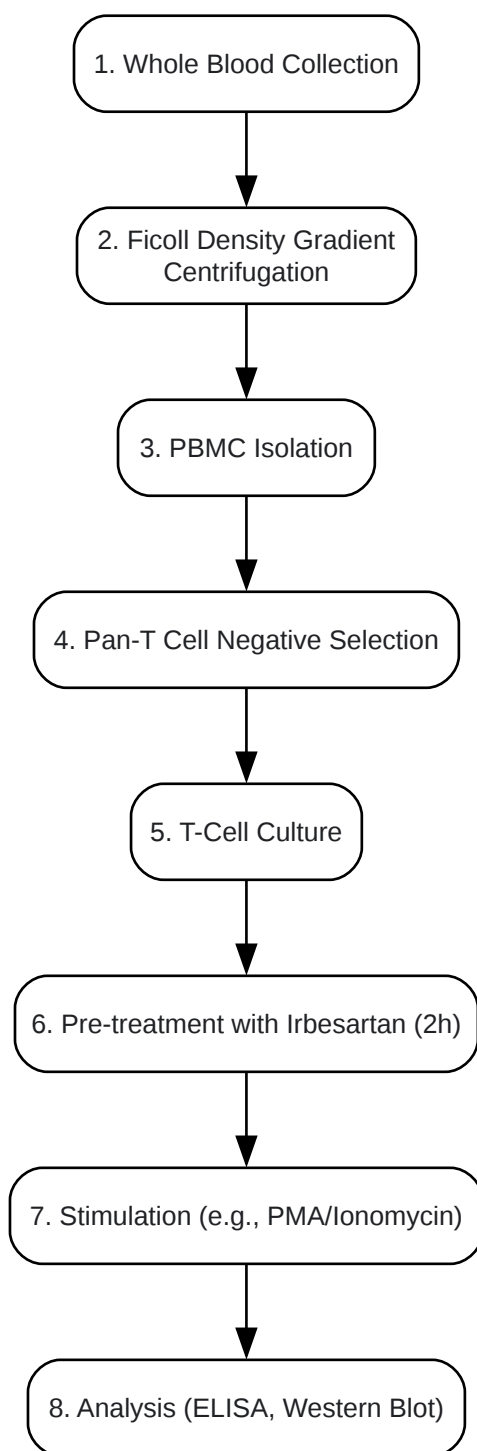 1. Whole Blood Collection
2. Ficoll Density Gradient
Centrifugation
3. PBMC Isolation
4. Pan-T Cell Negative Selection
5. T-Cell Culture
6. Pre-treatment with Irbesartan (2h)
7. Stimulation (e.g., PMA/Ionomycin)
8. Analysis (ELISA, Western Blot)